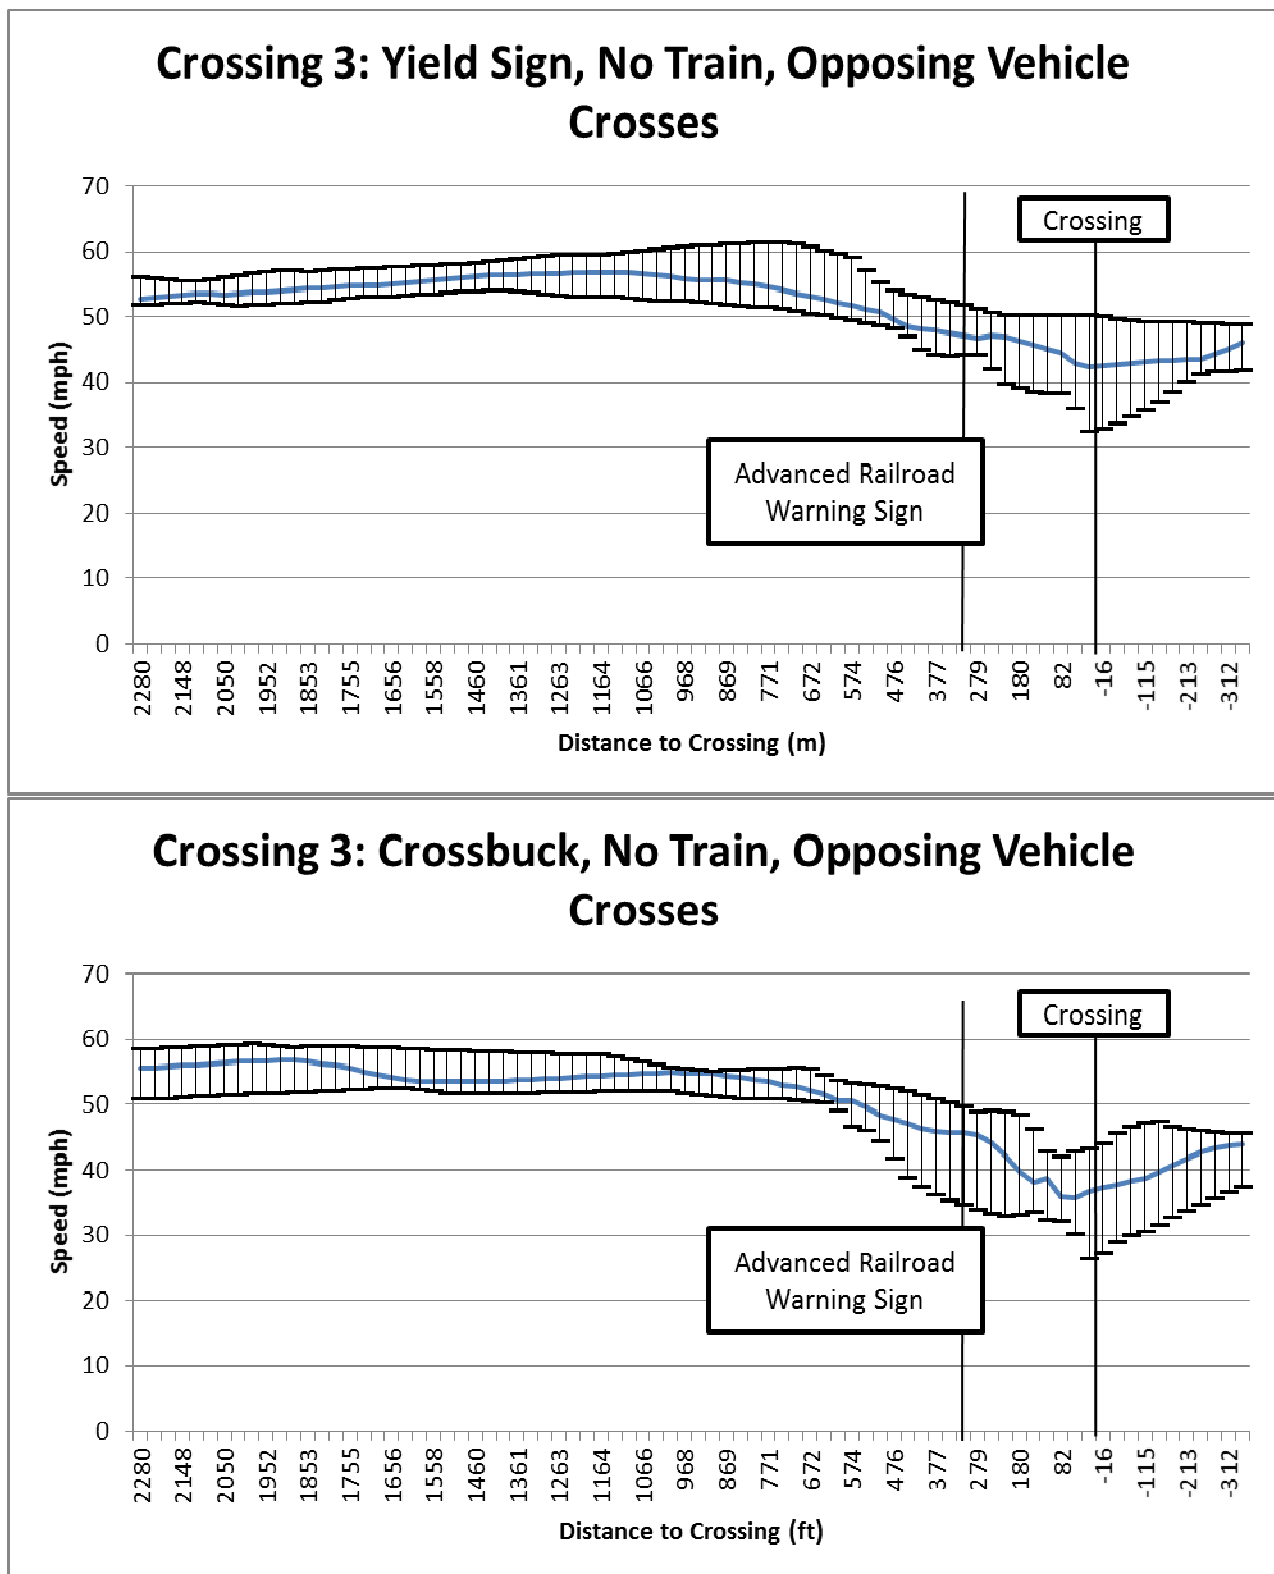 Crossing 3: Yield Sign, No Train, Opposing Vehicle
Crosses
70
60
50
40
30
20
10
0
Speed (mph)
Crossing
Advanced Railroad
Warning Sign
2280 2148 2050 1952 1853 1755 1656 1558 1460 1361 1263 1164 1066 968 869 771 672 574 476 377 279 180 82 -16 -115 -213 -312
Distance to Crossing (m)
Crossing 3: Crossbuck, No Train, Opposing Vehicle
Crosses
70
60
50
40
30
20
10
0
Speed (mph)
Crossing
Advanced Railroad
Warning Sign
2280 2148 2050 1952 1853 1755 1656 1558 1460 1361 1263 1164 1066 968 869 771 672 574 476 377 279 180 82 -16 -115 -213 -312
Distance to Crossing (ft)